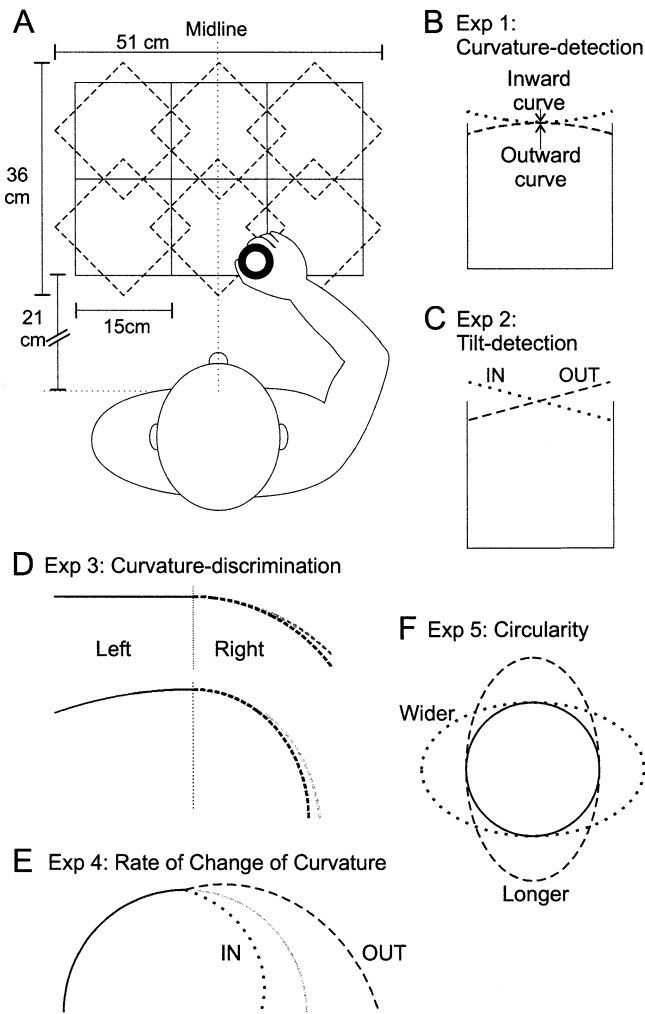 A
Midline
51 cm
36
cm
21
cm
15cm
B Exp 1:
Curvature-detection
Inward
curve
Outward
curve
C Exp 2:
Tilt-detection
IN OUT
D Exp 3: Curvature-discrimination
Left Right
F Exp 5: Circularity
Wider
Longer
E Exp 4: Rate of Change of Curvature
IN OUT